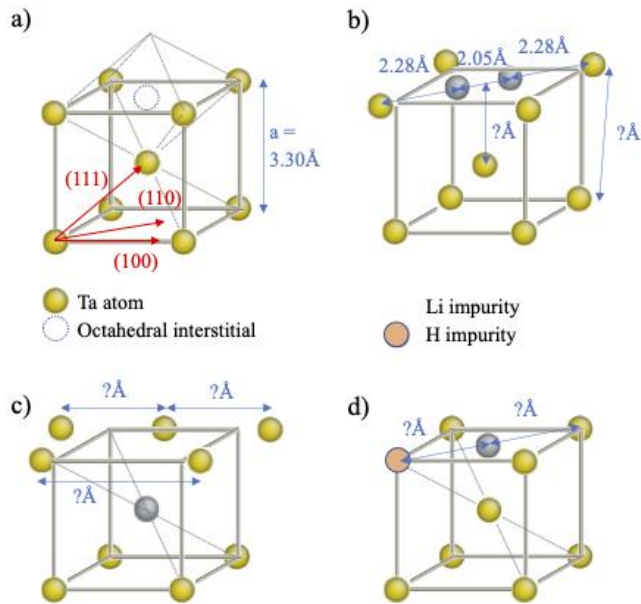 a)
a =
3.30Å
(111)
(110)
(100)
Ta atom
Octahedral interstitial
b)
2.28Å 2.05Å 2.28Å
?Å
?Å
Li impurity
H impurity
c)
?Å ?Å
?Å
d)
?Å ?Å